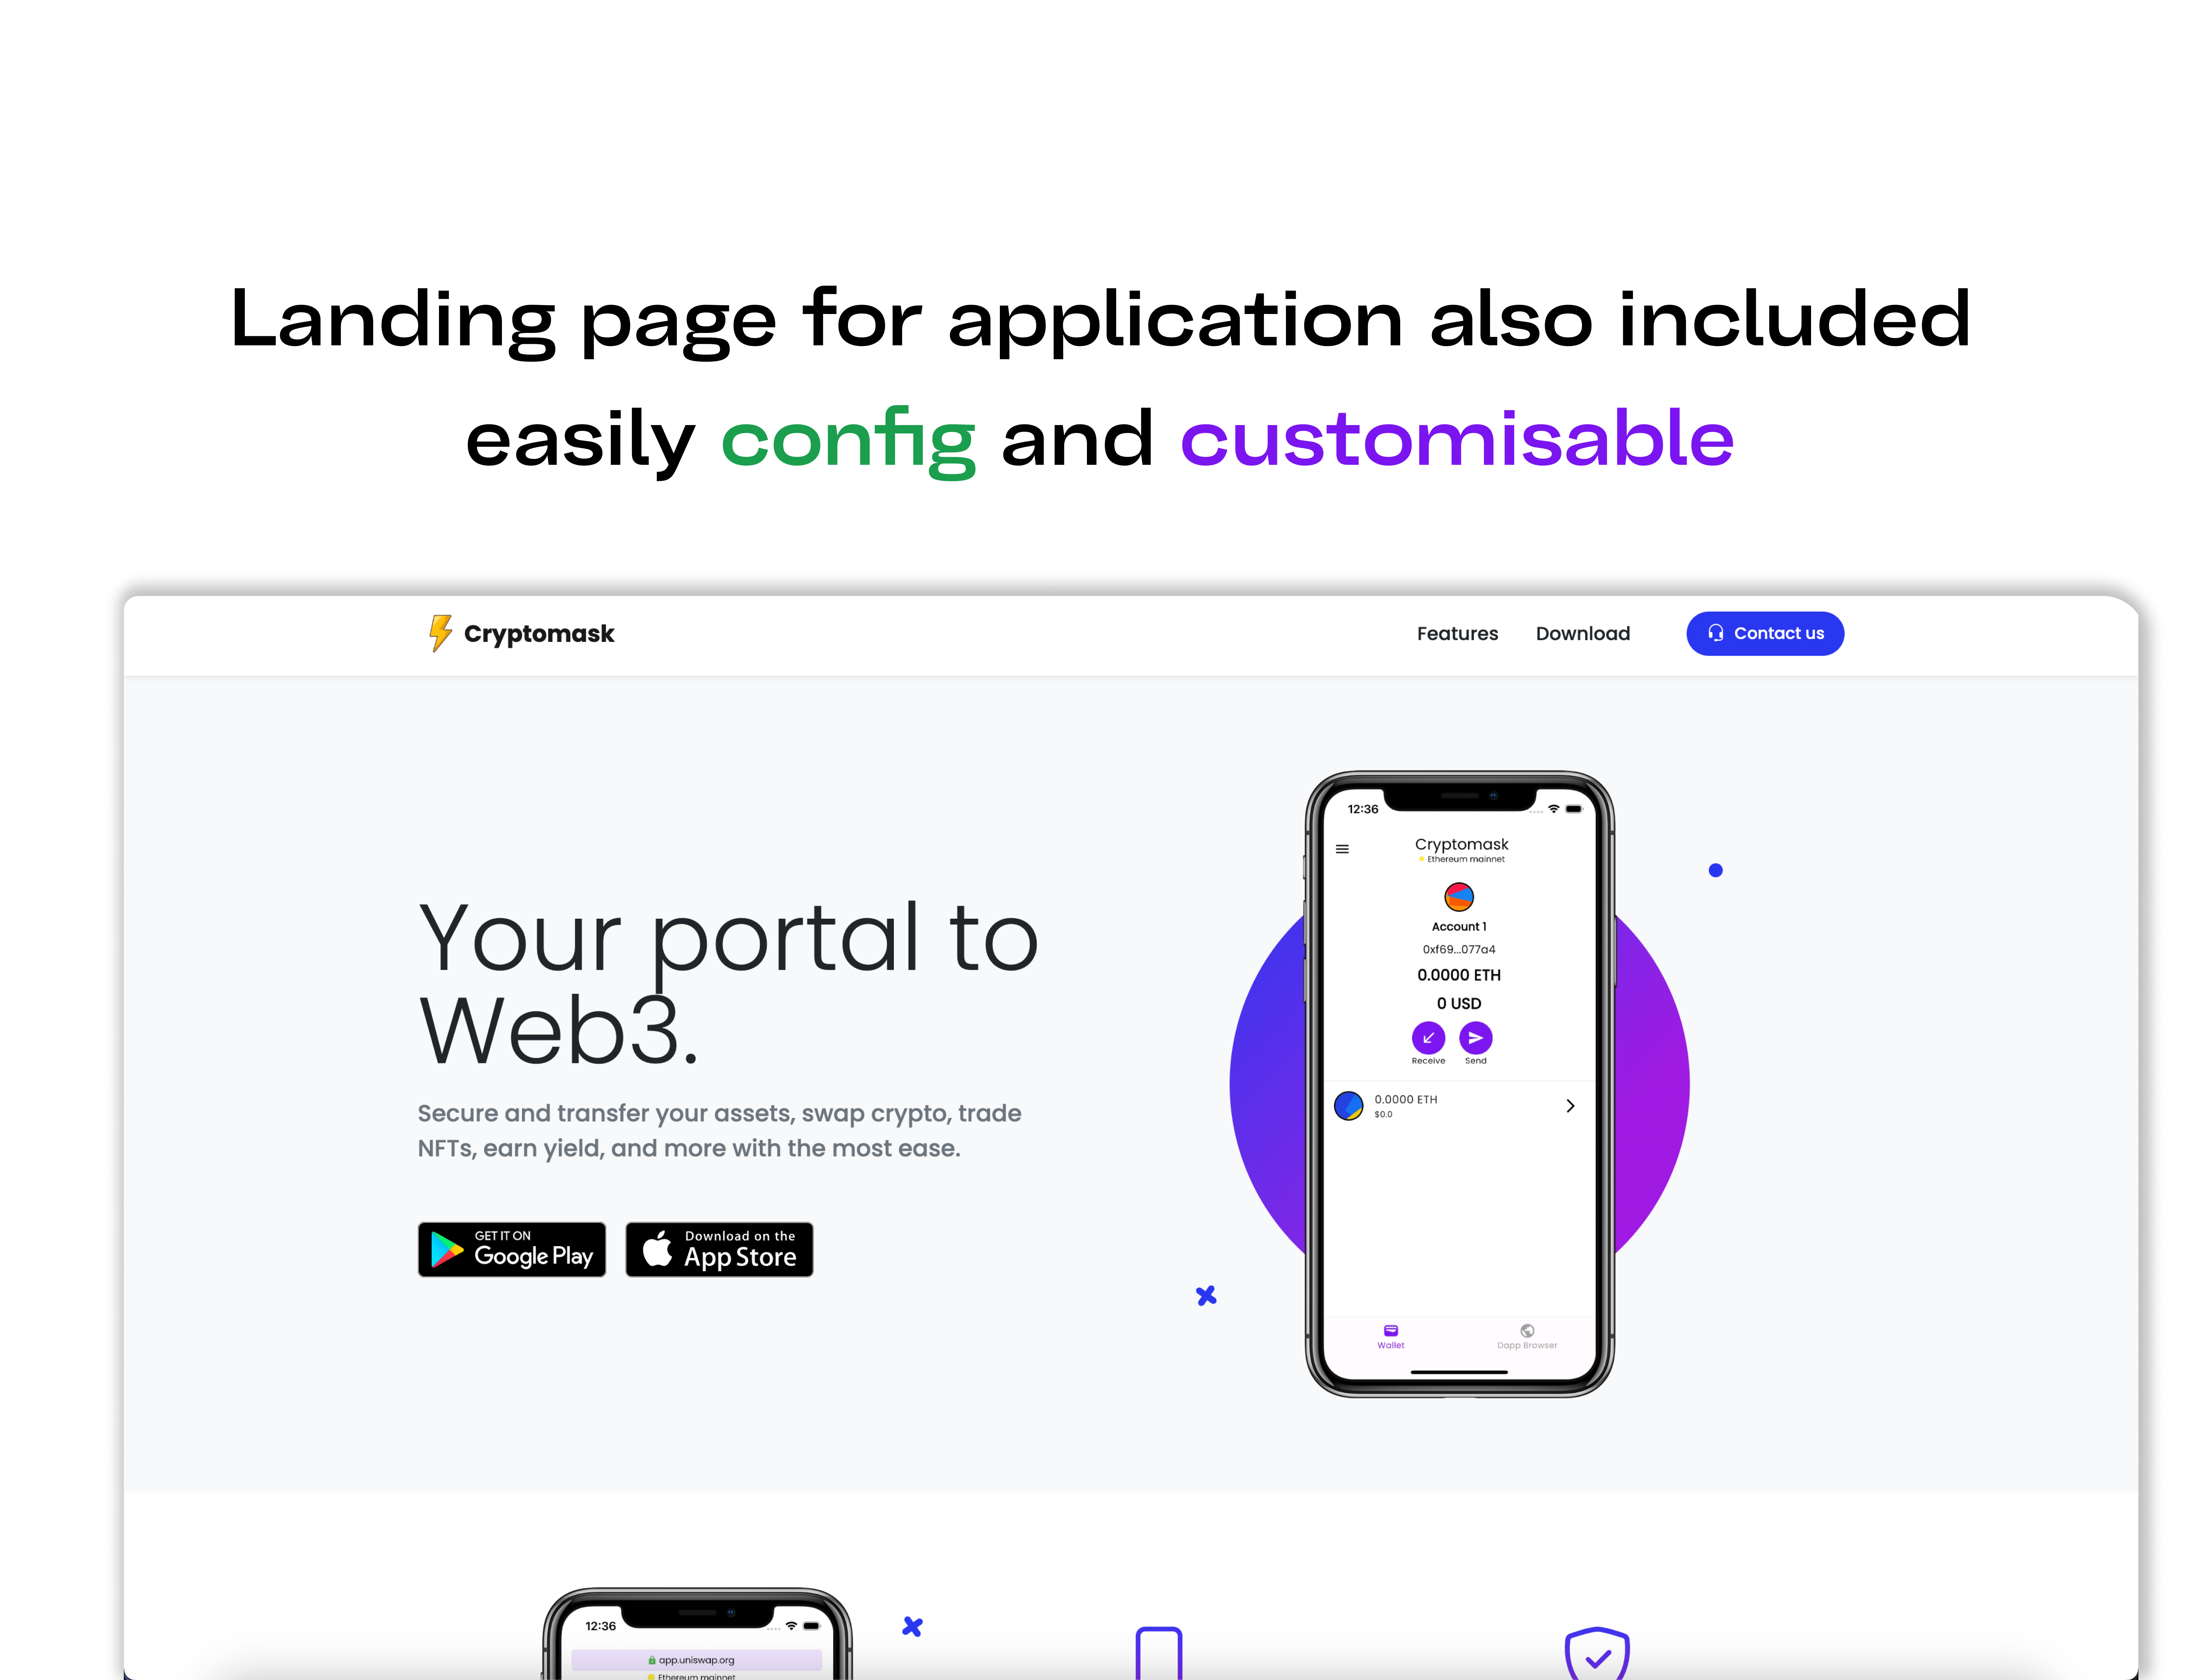 Landing page for application also included
easily config and customisable
Cryptomask
Features
Download
Contact us
Your portal to
Web3.
Secure and transfer your assets, swap crypto, trade
NFTs, earn yield, and more with the most ease.
GET IT ON
Google Play
Download on the
App Store
12:36
Cryptomask
Ethereum mainnet
Account 1
0xf69...077a4
0.0000 ETH
0 USD
Receive
Send
0.0000 ETH
$0.0
Wallet
Dapp Browser
12:36
app.uniswap.org
Ethereum mainnet